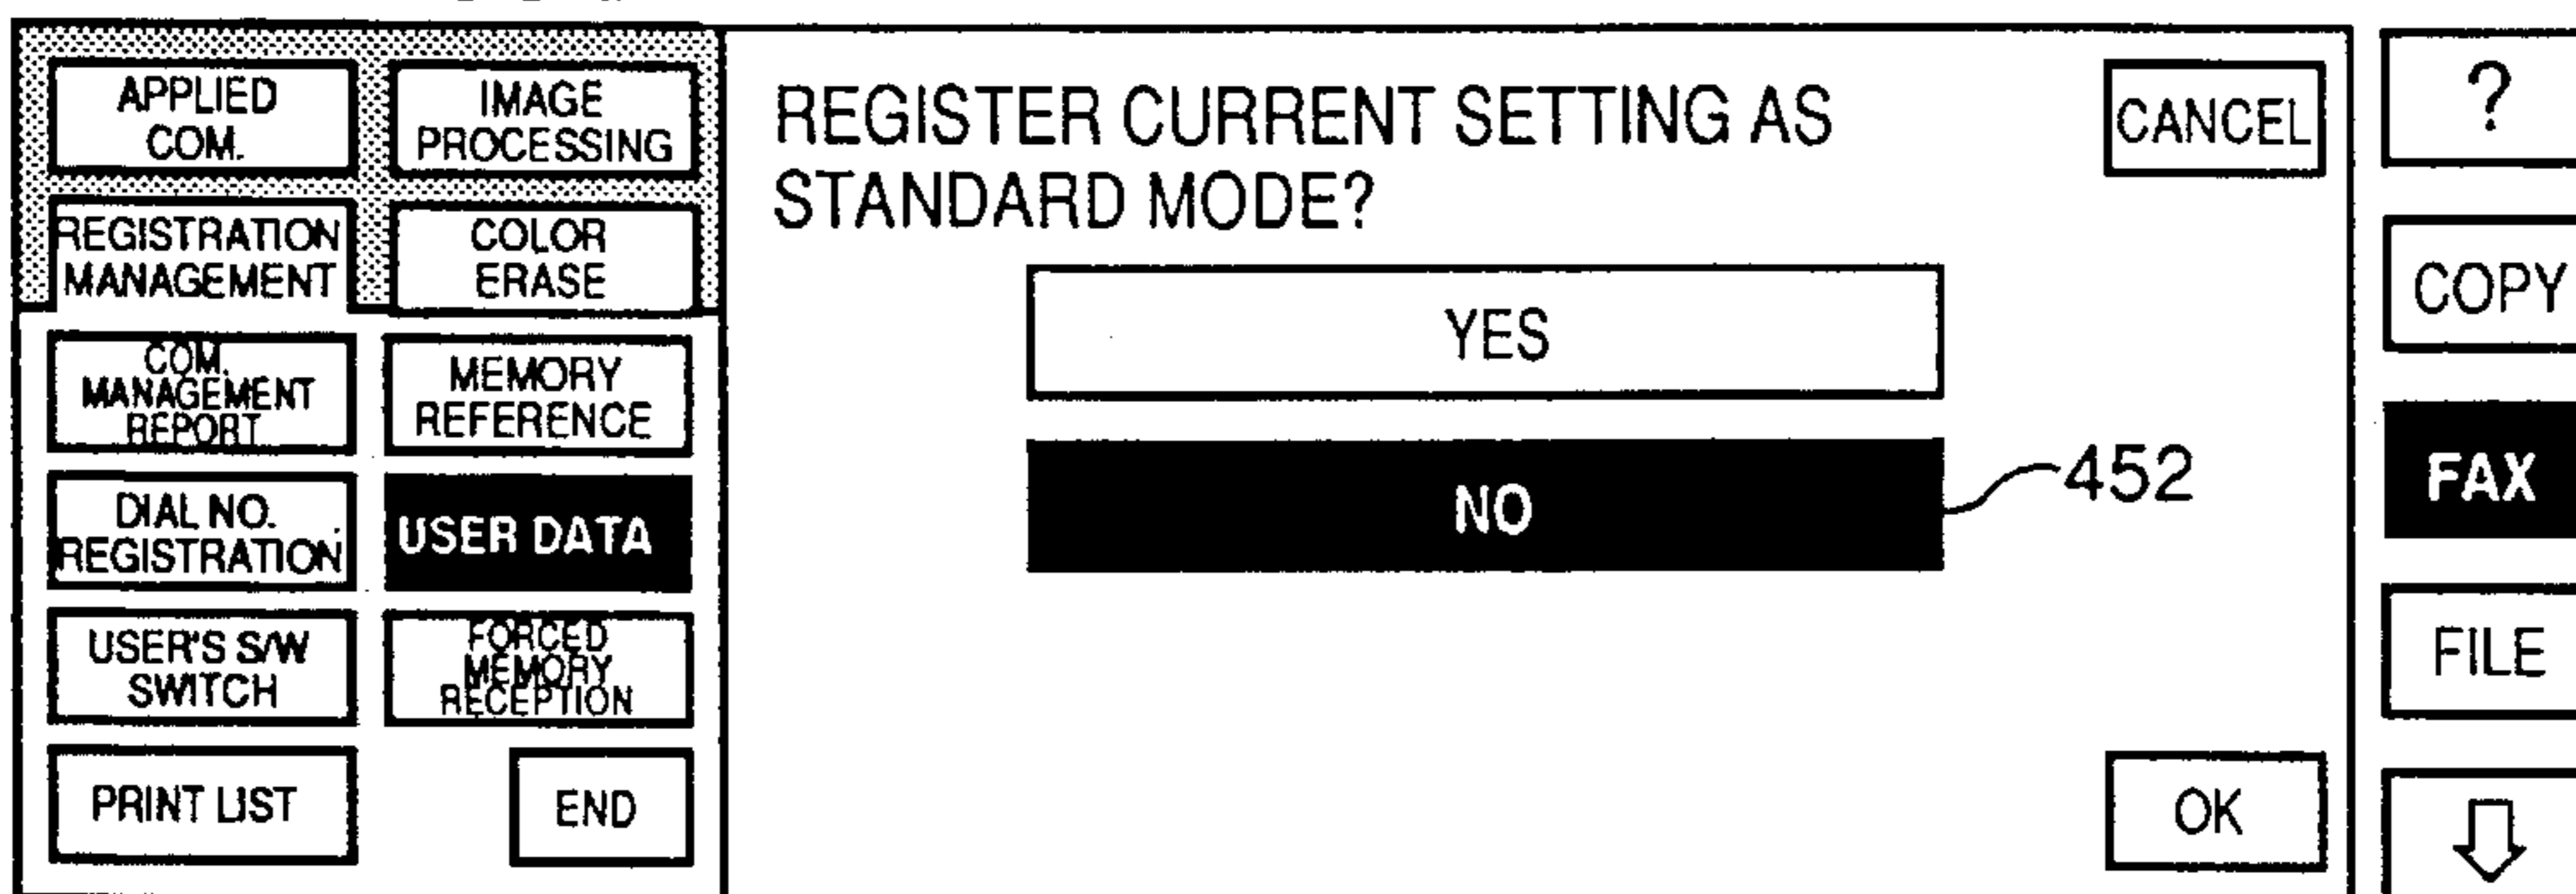 APPLIED
COM.
IMAGE
PROCESSING
REGISTRATION
MANAGEMENT
COLOR
ERASE
COM.
MANAGEMENT
REPORT
MEMORY
REFERENCE
DIAL NO.
REGISTRATION
USER DATA
USER'S S/W
SWITCH
FORCED
MEMORY
RECEPTION
PRINT LIST
END
REGISTER CURRENT SETTING AS
STANDARD MODE?
CANCEL
YES
NO
452
OK
?
COPY
FAX
FILE